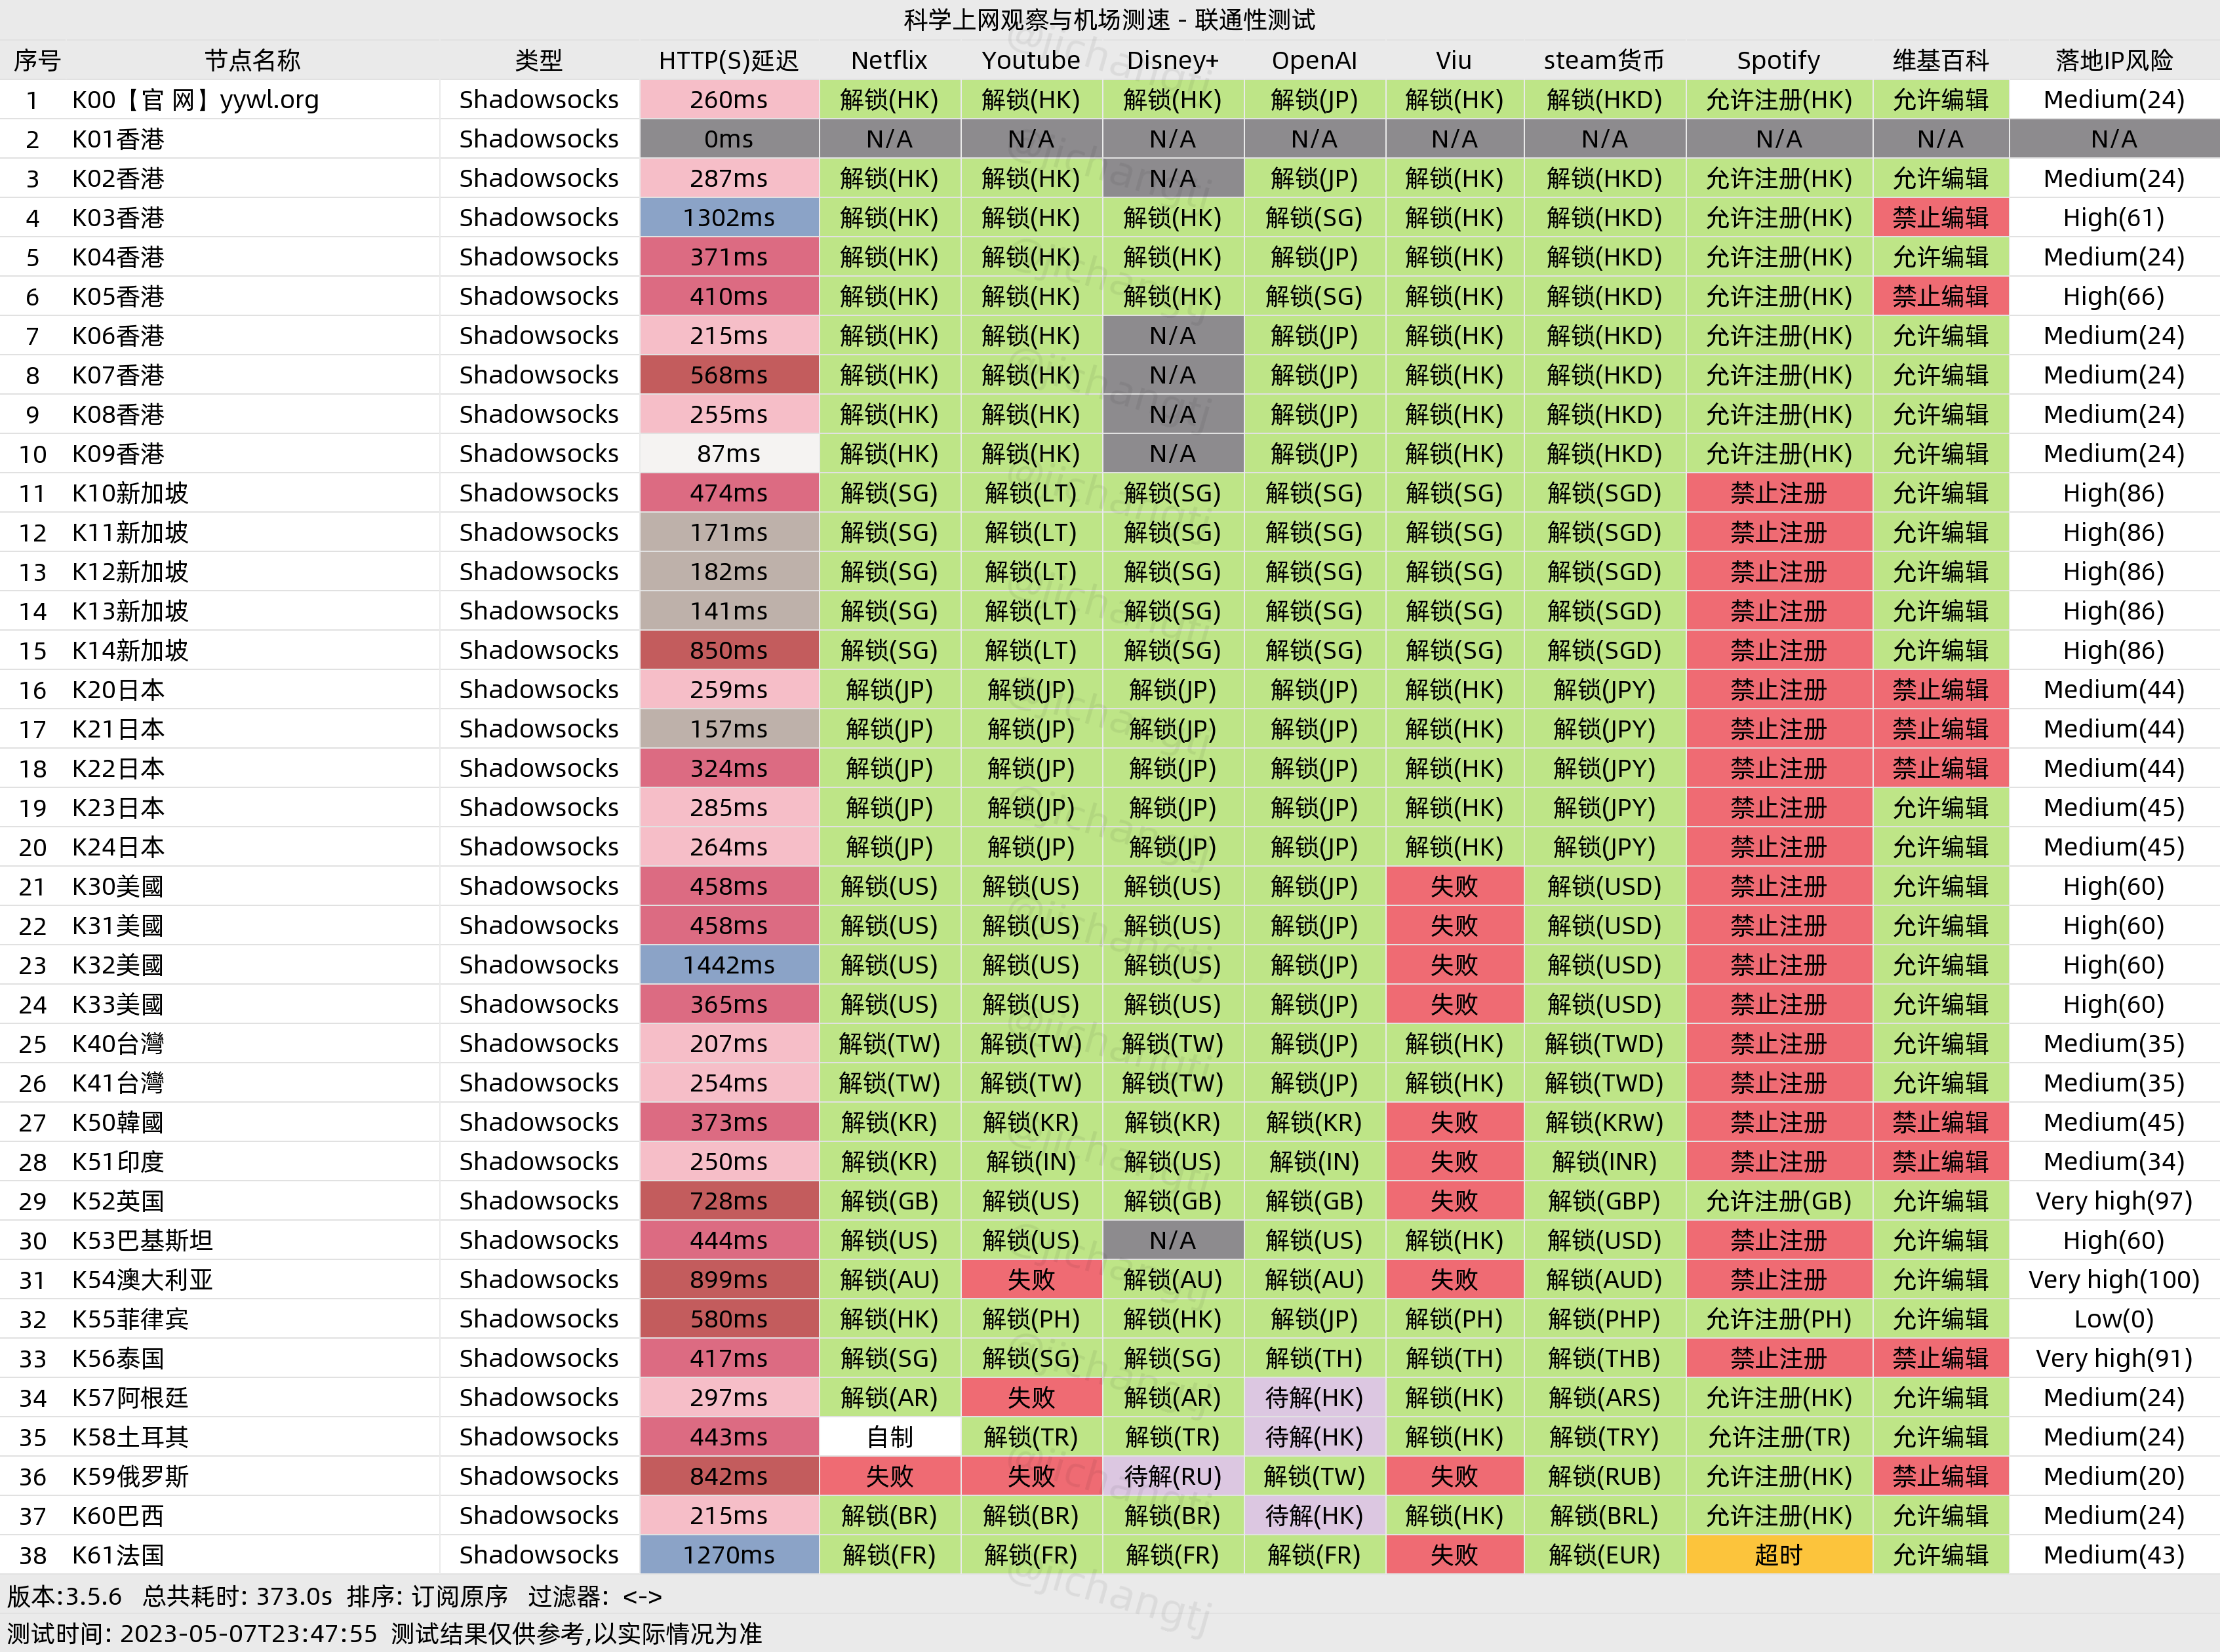 科学上网观察与机场测速 - 联通性测试
序号 节点名称 类型 HTTP(S)延迟 Netflix Youtube Disney+ OpenAI Viu steam货币 Spotify 维基百科 落地IP风险
1 K00【官 网】yywl.org Shadowsocks 260ms 解锁(HK) 解锁(HK) 解锁(HK) 解锁(JP) 解锁(HK) 解锁(HKD) 允许注册(HK) 允许编辑 Medium(24)
2 K01香港 Shadowsocks 0ms N/A N/A N/A N/A N/A N/A N/A N/A N/A
3 K02香港 Shadowsocks 287ms 解锁(HK) 解锁(HK) N/A 解锁(JP) 解锁(HK) 解锁(HKD) 允许注册(HK) 允许编辑 Medium(24)
4 K03香港 Shadowsocks 1302ms 解锁(HK) 解锁(HK) 解锁(HK) 解锁(SG) 解锁(HK) 解锁(HKD) 允许注册(HK) 禁止编辑 High(61)
5 K04香港 Shadowsocks 371ms 解锁(HK) 解锁(HK) 解锁(HK) 解锁(JP) 解锁(HK) 解锁(HKD) 允许注册(HK) 允许编辑 Medium(24)
6 K05香港 Shadowsocks 410ms 解锁(HK) 解锁(HK) 解锁(HK) 解锁(SG) 解锁(HK) 解锁(HKD) 允许注册(HK) 禁止编辑 High(66)
7 K06香港 Shadowsocks 215ms 解锁(HK) 解锁(HK) N/A 解锁(JP) 解锁(HK) 解锁(HKD) 允许注册(HK) 允许编辑 Medium(24)
8 K07香港 Shadowsocks 568ms 解锁(HK) 解锁(HK) N/A 解锁(JP) 解锁(HK) 解锁(HKD) 允许注册(HK) 允许编辑 Medium(24)
9 K08香港 Shadowsocks 255ms 解锁(HK) 解锁(HK) N/A 解锁(JP) 解锁(HK) 解锁(HKD) 允许注册(HK) 允许编辑 Medium(24)
10 K09香港 Shadowsocks 87ms 解锁(HK) 解锁(HK) N/A 解锁(JP) 解锁(HK) 解锁(HKD) 允许注册(HK) 允许编辑 Medium(24)
11 K10新加坡 Shadowsocks 474ms 解锁(SG) 解锁(LT) 解锁(SG) 解锁(SG) 解锁(SG) 解锁(SGD) 禁止注册 允许编辑 High(86)
12 K11新加坡 Shadowsocks 171ms 解锁(SG) 解锁(LT) 解锁(SG) 解锁(SG) 解锁(SG) 解锁(SGD) 禁止注册 允许编辑 High(86)
13 K12新加坡 Shadowsocks 182ms 解锁(SG) 解锁(LT) 解锁(SG) 解锁(SG) 解锁(SG) 解锁(SGD) 禁止注册 允许编辑 High(86)
14 K13新加坡 Shadowsocks 141ms 解锁(SG) 解锁(LT) 解锁(SG) 解锁(SG) 解锁(SG) 解锁(SGD) 禁止注册 允许编辑 High(86)
15 K14新加坡 Shadowsocks 850ms 解锁(SG) 解锁(LT) 解锁(SG) 解锁(SG) 解锁(SG) 解锁(SGD) 禁止注册 允许编辑 High(86)
16 K20日本 Shadowsocks 259ms 解锁(JP) 解锁(JP) 解锁(JP) 解锁(JP) 解锁(HK) 解锁(JPY) 禁止注册 禁止编辑 Medium(44)
17 K21日本 Shadowsocks 157ms 解锁(JP) 解锁(JP) 解锁(JP) 解锁(JP) 解锁(HK) 解锁(JPY) 禁止注册 禁止编辑 Medium(44)
18 K22日本 Shadowsocks 324ms 解锁(JP) 解锁(JP) 解锁(JP) 解锁(JP) 解锁(HK) 解锁(JPY) 禁止注册 禁止编辑 Medium(44)
19 K23日本 Shadowsocks 285ms 解锁(JP) 解锁(JP) 解锁(JP) 解锁(JP) 解锁(HK) 解锁(JPY) 禁止注册 允许编辑 Medium(45)
20 K24日本 Shadowsocks 264ms 解锁(JP) 解锁(JP) 解锁(JP) 解锁(JP) 解锁(HK) 解锁(JPY) 禁止注册 允许编辑 Medium(45)
21 K30美國 Shadowsocks 458ms 解锁(US) 解锁(US) 解锁(US) 解锁(JP) 失败 解锁(USD) 禁止注册 允许编辑 High(60)
22 K31美國 Shadowsocks 458ms 解锁(US) 解锁(US) 解锁(US) 解锁(JP) 失败 解锁(USD) 禁止注册 允许编辑 High(60)
23 K32美國 Shadowsocks 1442ms 解锁(US) 解锁(US) 解锁(US) 解锁(JP) 失败 解锁(USD) 禁止注册 允许编辑 High(60)
24 K33美國 Shadowsocks 365ms 解锁(US) 解锁(US) 解锁(US) 解锁(JP) 失败 解锁(USD) 禁止注册 允许编辑 High(60)
25 K40台灣 Shadowsocks 207ms 解锁(TW) 解锁(TW) 解锁(TW) 解锁(JP) 解锁(HK) 解锁(TWD) 禁止注册 允许编辑 Medium(35)
26 K41台灣 Shadowsocks 254ms 解锁(TW) 解锁(TW) 解锁(TW) 解锁(JP) 解锁(HK) 解锁(TWD) 禁止注册 允许编辑 Medium(35)
27 K50韓國 Shadowsocks 373ms 解锁(KR) 解锁(KR) 解锁(KR) 解锁(KR) 失败 解锁(KRW) 禁止注册 禁止编辑 Medium(45)
28 K51印度 Shadowsocks 250ms 解锁(KR) 解锁(IN) 解锁(US) 解锁(IN) 失败 解锁(INR) 禁止注册 禁止编辑 Medium(34)
29 K52英国 Shadowsocks 728ms 解锁(GB) 解锁(US) 解锁(GB) 解锁(GB) 失败 解锁(GBP) 允许注册(GB) 允许编辑 Very high(97)
30 K53巴基斯坦 Shadowsocks 444ms 解锁(US) 解锁(US) N/A 解锁(US) 解锁(HK) 解锁(USD) 禁止注册 允许编辑 High(60)
31 K54澳大利亚 Shadowsocks 899ms 解锁(AU) 失败 解锁(AU) 解锁(AU) 失败 解锁(AUD) 禁止注册 允许编辑 Very high(100)
32 K55菲律宾 Shadowsocks 580ms 解锁(HK) 解锁(PH) 解锁(HK) 解锁(JP) 解锁(PH) 解锁(PHP) 允许注册(PH) 允许编辑 Low(0)
33 K56泰国 Shadowsocks 417ms 解锁(SG) 解锁(SG) 解锁(SG) 解锁(TH) 解锁(TH) 解锁(THB) 禁止注册 禁止编辑 Very high(91)
34 K57阿根廷 Shadowsocks 297ms 解锁(AR) 失败 解锁(AR) 待解(HK) 解锁(HK) 解锁(ARS) 允许注册(HK) 允许编辑 Medium(24)
35 K58土耳其 Shadowsocks 443ms 自制 解锁(TR) 解锁(TR) 待解(HK) 解锁(HK) 解锁(TRY) 允许注册(TR) 允许编辑 Medium(24)
36 K59俄罗斯 Shadowsocks 842ms 失败 失败 待解(RU) 解锁(TW) 失败 解锁(RUB) 允许注册(HK) 禁止编辑 Medium(20)
37 K60巴西 Shadowsocks 215ms 解锁(BR) 解锁(BR) 解锁(BR) 待解(HK) 解锁(HK) 解锁(BRL) 允许注册(HK) 允许编辑 Medium(24)
38 K61法国 Shadowsocks 1270ms 解锁(FR) 解锁(FR) 解锁(FR) 解锁(FR) 失败 解锁(EUR) 超时 允许编辑 Medium(43)
版本:3.5.6 总共耗时: 373.0s 排序: 订阅原序 过滤器: <->
测试时间: 2023-05-07T23:47:55 测试结果仅供参考,以实际情况为准
@jichangtj